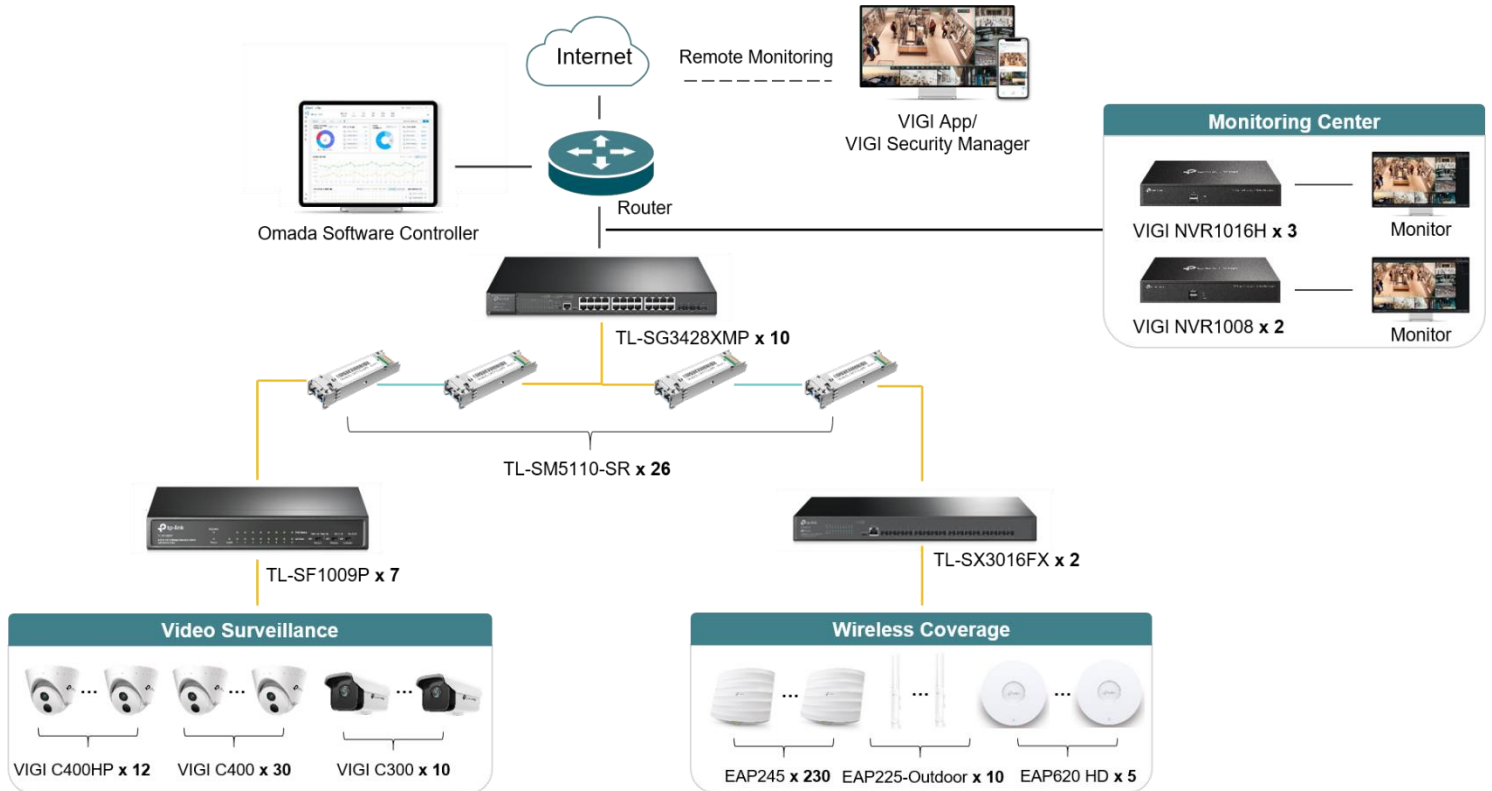 Internet
Remote Monitoring
VIGI App/
VIGI Security Manager
Monitoring Center
Router
Omada Software Controller
VIGI NVR1016H x 3
Monitor
VIGI NVR1008 x 2
Monitor
TL-SG3428XMP x 10
TL-SM5110-SR x 26
tp-link
TL-SF1009P x 7
TL-SX3016FX x 2
Video Surveillance
Wireless Coverage
... ... ...
... ... ...
VIGI C400HP x 12
VIGI C400 x 30
VIGI C300 x 10
EAP245 x 230
EAP225-Outdoor x 10
EAP620 HD x 5